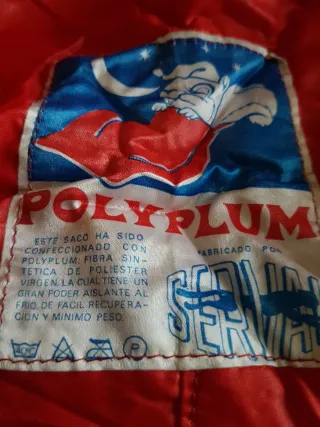 POLYPLUM
ESTE SACO HA SIDO
CONFECCIONADO CON
POLYPLUM: FIBRA SIN-
TETICA DE POLIESTER
VIRGEN, LA CUAL TIENE UN
GRAN PODER AISLANTE AL
FRIO, DE FACIL RECUPERA-
CION Y MINIMO PESO.
FABRICADO POR